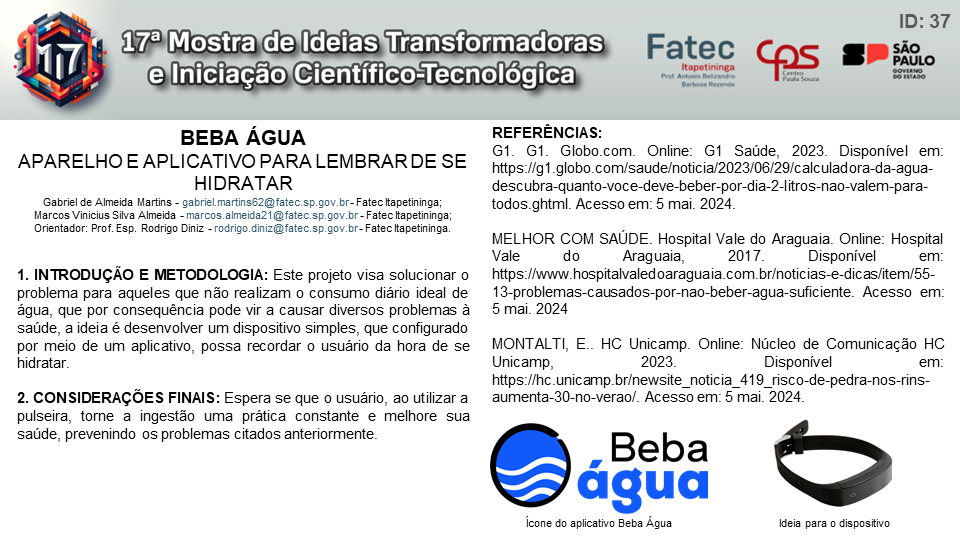 ID: 37
M17
17ª Mostra de Ideias Transformadoras
e Iniciação Científico-Tecnológica
Fatec
Itapetininga
Prof. Antonio Belizandro
Barbosa Rezende
CPS
Centro
Paula Souza
SP
SÃO PAULO
GOVERNO
DO ESTADO
BEBA ÁGUA
APARELHO E APLICATIVO PARA LEMBRAR DE SE
HIDRATAR
Gabriel de Almeida Martins - gabriel.martins62@fatec.sp.gov.br - Fatec Itapetininga;
Marcos Vinicius Silva Almeida - marcos.almeida21@fatec.sp.gov.br - Fatec Itapetininga;
Orientador: Prof. Esp. Rodrigo Diniz - rodrigo.diniz@fatec.sp.gov.br - Fatec Itapetininga.
1. INTRODUÇÃO E METODOLOGIA: Este projeto visa solucionar o
problema para aqueles que não realizam o consumo diário ideal de
água, que por consequência pode vir a causar diversos problemas à
saúde, a ideia é desenvolver um dispositivo simples, que configurado
por meio de um aplicativo, possa recordar o usuário da hora de se
hidratar.
2. CONSIDERAÇÕES FINAIS: Espera se que o usuário, ao utilizar a
pulseira, torne a ingestão uma prática constante e melhore sua
saúde, prevenindo os problemas citados anteriormente.
REFERÊNCIAS:
G1. G1. Globo.com. Online: G1 Saúde, 2023. Disponível em:
https://g1.globo.com/saude/noticia/2023/06/29/calculadora-da-agua-
descubra-quanto-voce-deve-beber-por-dia-2-litros-nao-valem-para-
todos.ghtml. Acesso em: 5 mai. 2024.
MELHOR COM SAÚDE. Hospital Vale do Araguaia. Online: Hospital
Vale do Araguaia, 2017. Disponível em:
https://www.hospitalvaledoaraguaia.com.br/noticias-e-dicas/item/55-
13-problemas-causados-por-nao-beber-agua-suficiente. Acesso em:
5 mai. 2024
MONTALTI, E.. HC Unicamp. Online: Núcleo de Comunicação HC
Unicamp, 2023. Disponível em:
https://hc.unicamp.br/newsite_noticia_419_risco-de-pedra-nos-rins-
aumenta-30-no-verao/. Acesso em: 5 mai. 2024.
Beba
água
Ícone do aplicativo Beba Água
Ideia para o dispositivo